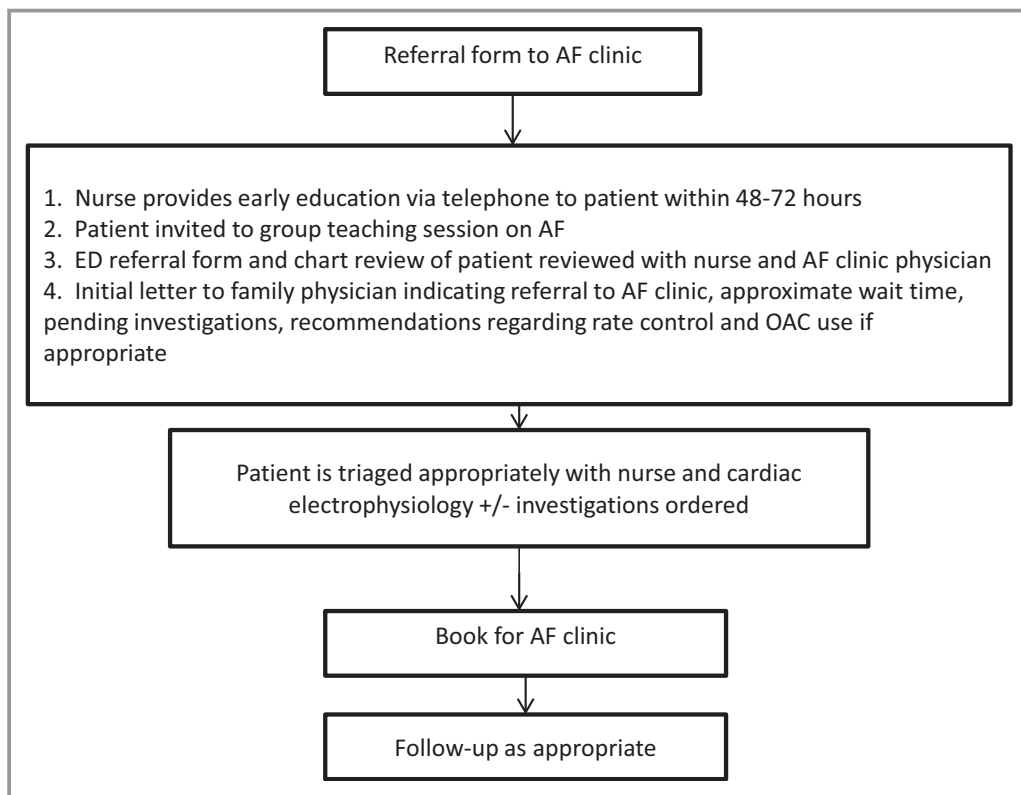 Referral form to AF clinic
1. Nurse provides early education via telephone to patient within 48-72 hours
2. Patient invited to group teaching session on AF
3. ED referral form and chart review of patient reviewed with nurse and AF clinic physician
4. Initial letter to family physician indicating referral to AF clinic, approximate wait time,
pending investigations, recommendations regarding rate control and OAC use if
appropriate
Patient is triaged appropriately with nurse and cardiac
electrophysiology +/- investigations ordered
Book for AF clinic
Follow-up as appropriate